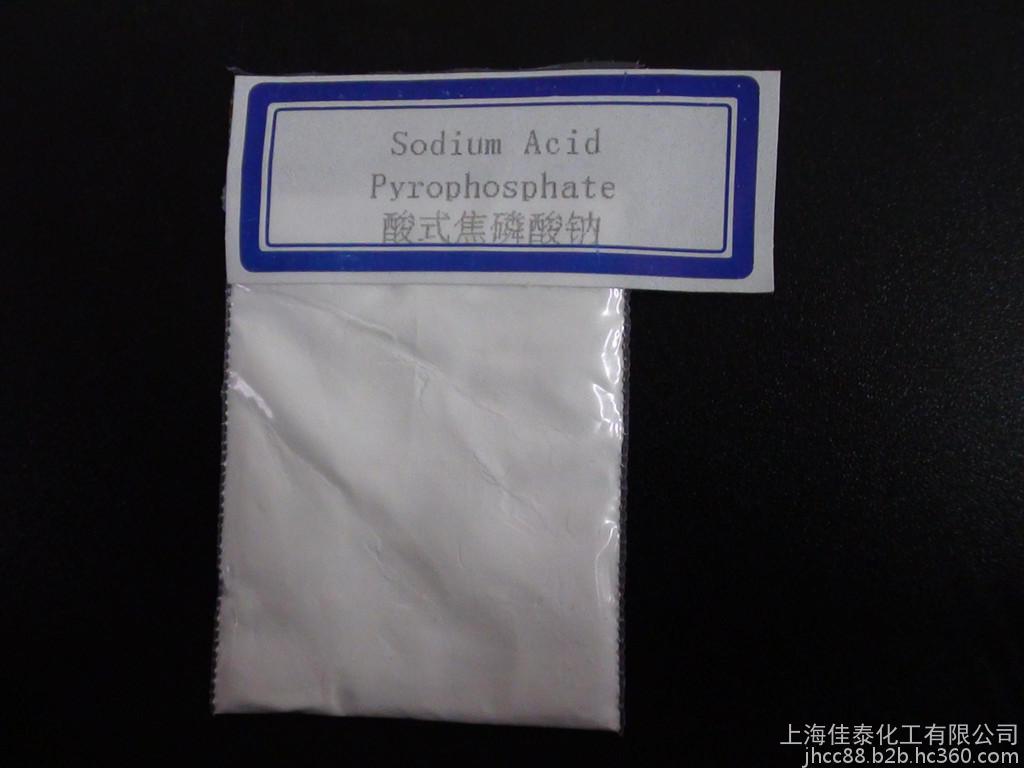 Sodium Acid
Pyrophosphate
酸式焦磷酸钠
上海佳泰化工有限公司
jhcc88.b2b.hc360.com